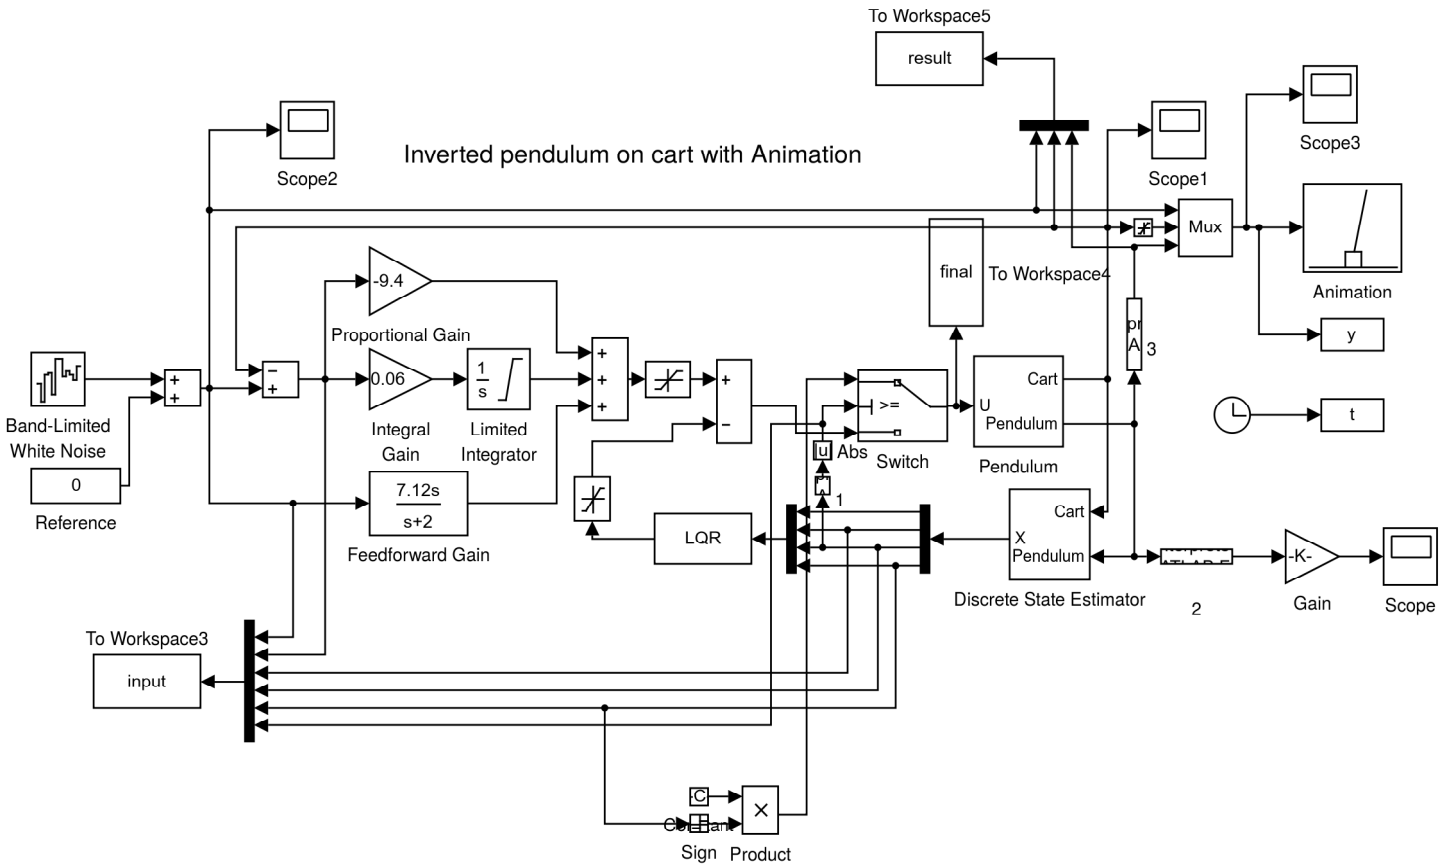 To Workspace5
result
Scope3
Inverted pendulum on cart with Animation
Scope2
Scope1
Mux
final
To Workspace4
Animation
-9.4
Proportional Gain
3
y
Band-Limited
White Noise
+
+
−
+
0.06
1
s
+
+
+
+
−
>=
Cart
U
Pendulum
t
Integral
Gain
Limited
Integrator
|u|
Abs
Switch
Pendulum
0
Reference
7.12s
s+2
Feedforward Gain
1
LQR
Cart
X
Pendulum
Discrete State Estimator
2
-K-
Gain
Scope
To Workspace3
input
-C-
×
Constant
Sign
Product